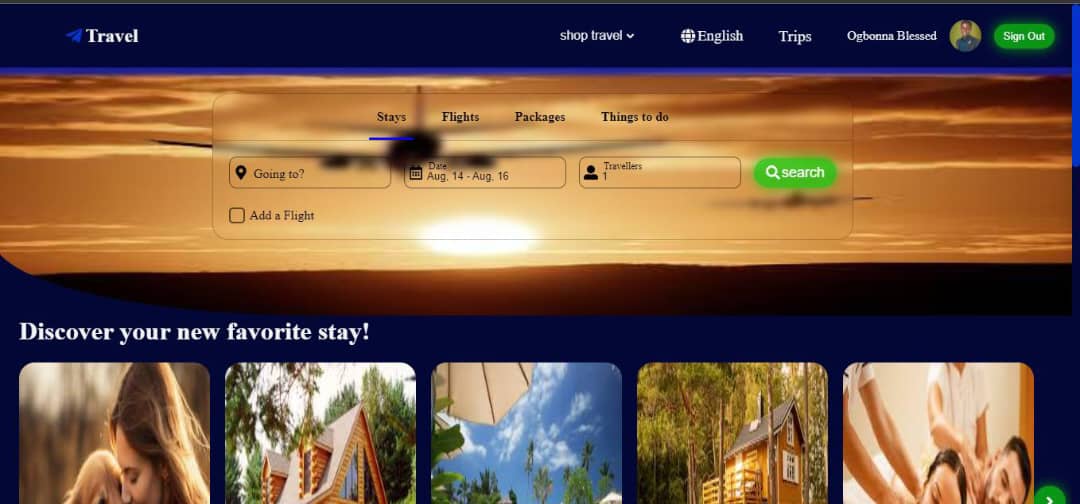 Travel
shop travel
English
Trips
Ogbonna Blessed
Sign Out
Stays
Flights
Packages
Things to do
Going to?
Date
Aug, 14 - Aug, 16
Travellers
1
search
Add a Flight
Discover your new favorite stay!